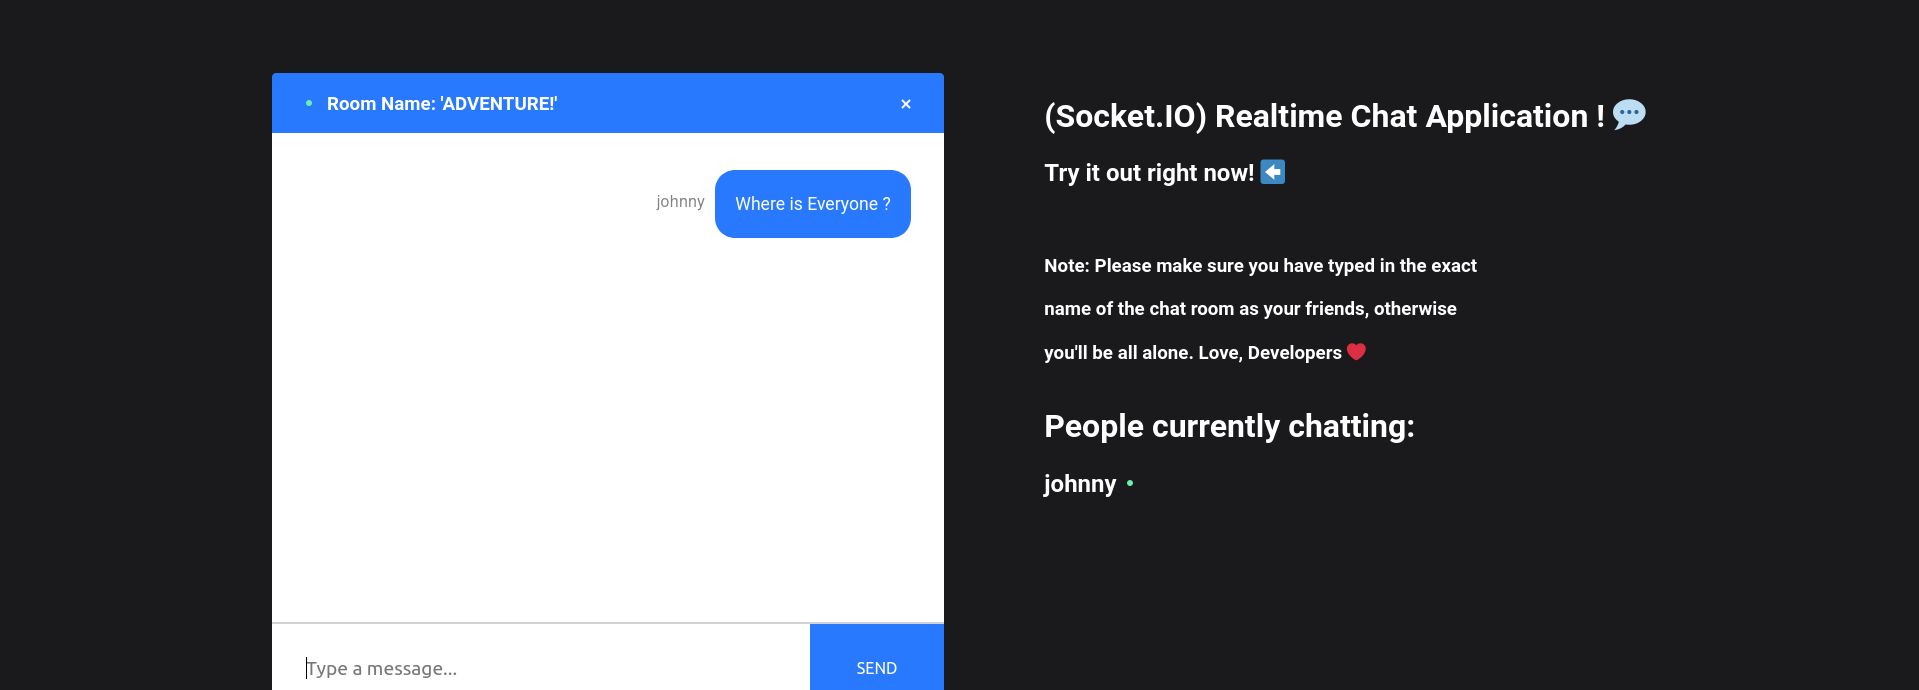 Room Name: 'ADVENTURE!'
×
johnny
Where is Everyone ?
Type a message...
SEND
(Socket.IO) Realtime Chat Application ! 💬
Try it out right now! ⬅️
Note: Please make sure you have typed in the exact
name of the chat room as your friends, otherwise
you'll be all alone. Love, Developers ❤️
People currently chatting:
johnny